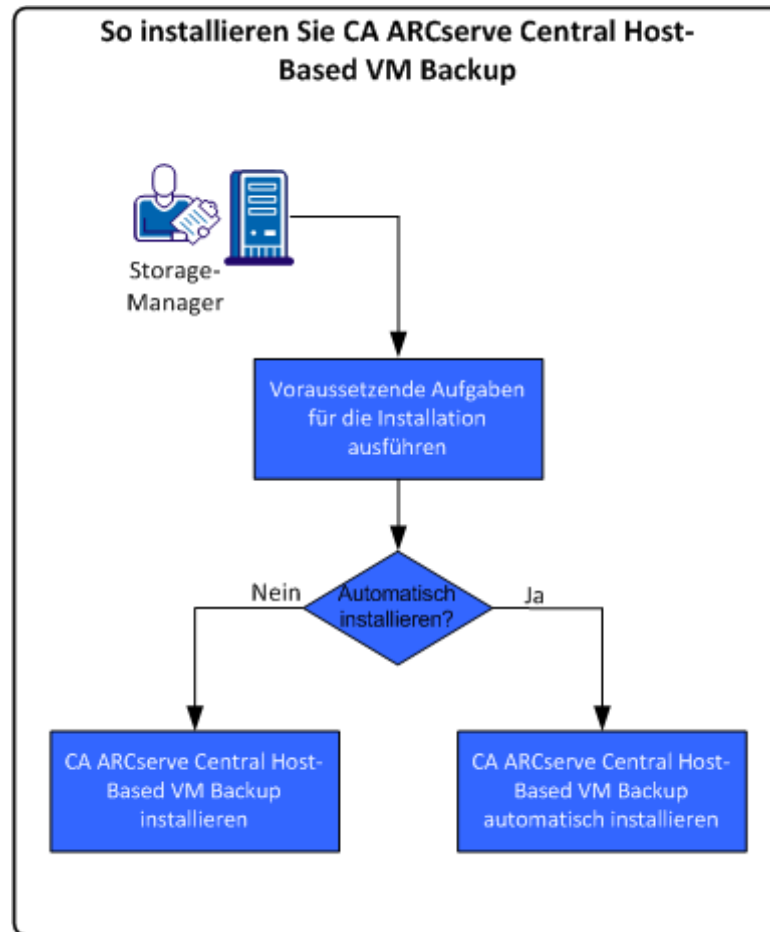 So installieren Sie CA ARCserve Central Host-
Based VM Backup
Storage-
Manager
Voraussetzende Aufgaben
für die Installation
ausführen
Nein
Automatisch
installieren?
Ja
CA ARCserve Central Host-
Based VM Backup
installieren
CA ARCserve Central Host-
Based VM Backup
automatisch installieren